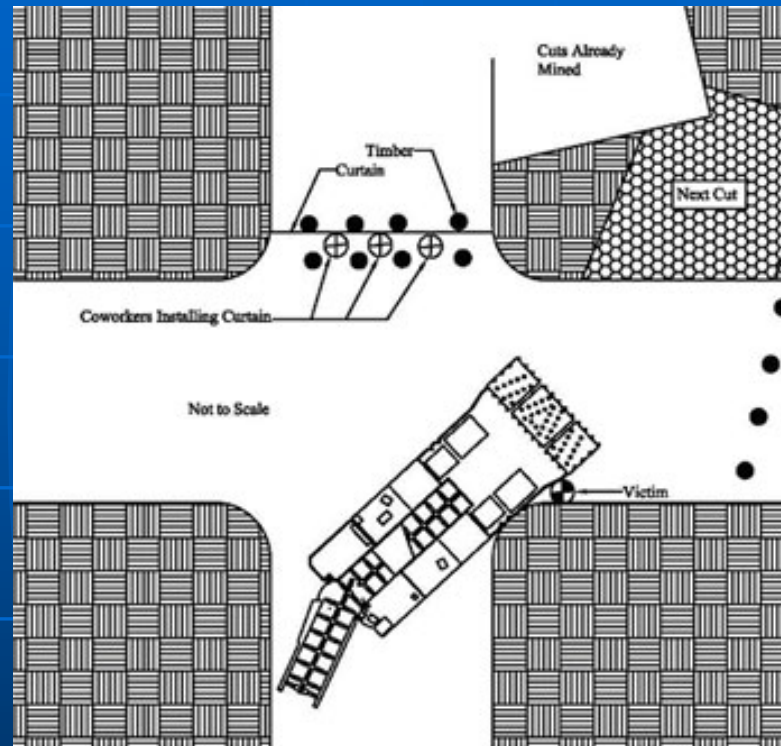 Cuts Already
Mined
Timber
Curtain
Next Cut
Coworkers Installing Curtain
Not to Scale
Victim